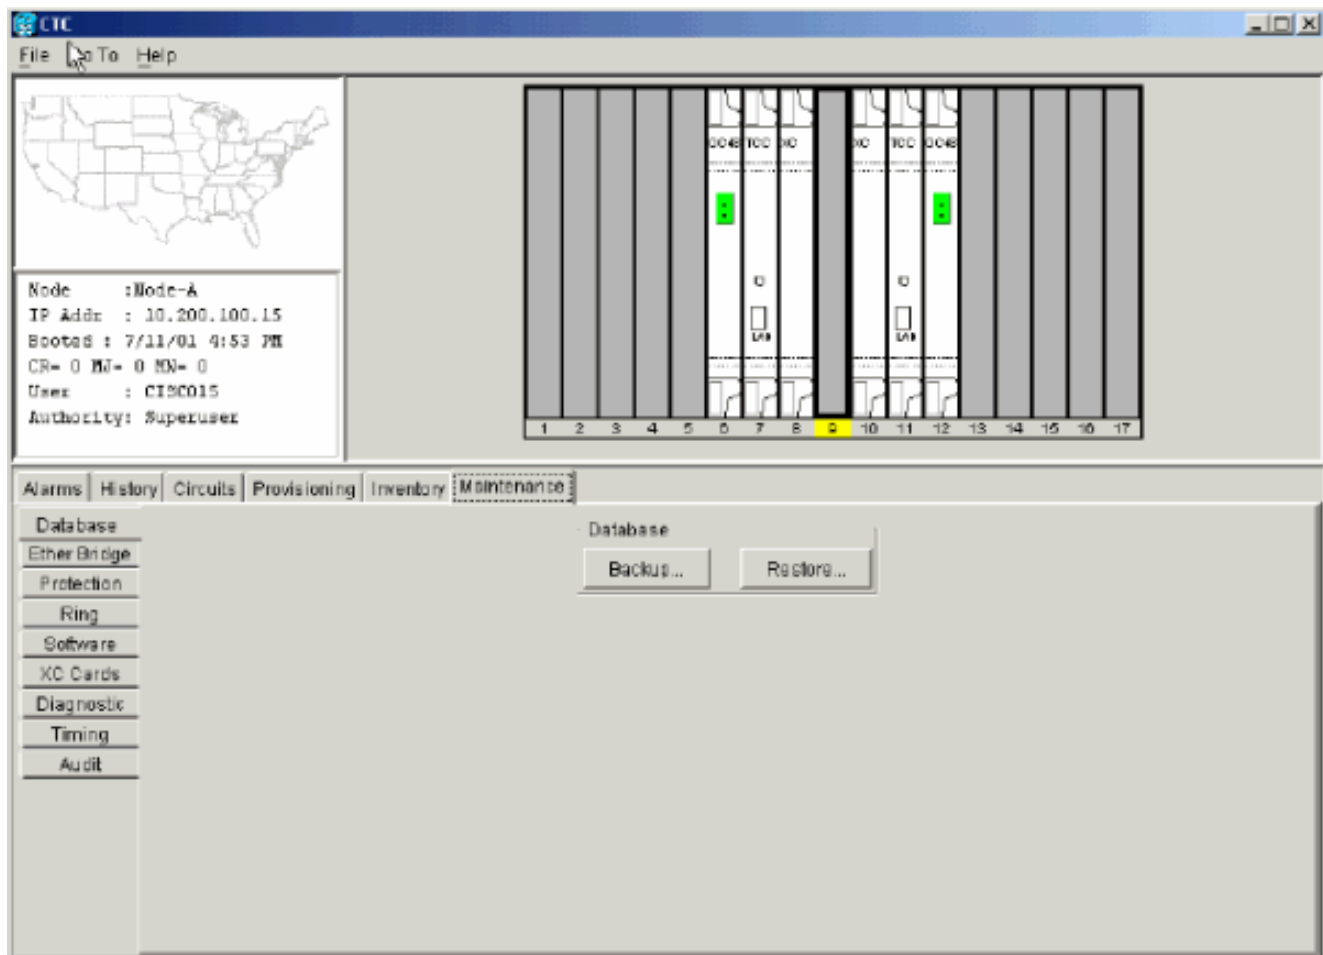 CTC
File Go To Help
OC48 TCC XC XC TCC OC48
LAN LAN
1 2 3 4 5 6 7 8 9 10 11 12 13 14 15 16 17
Node :Node-A
IP Addr : 10.200.100.15
Booted : 7/11/01 4:53 PM
CR= 0 MJ= 0 MN= 0
User : CISCO15
Authority: Superuser
Alarms History Circuits Provisioning Inventory Maintenance
Database
Ether Bridge
Protection
Ring
Software
XC Cards
Diagnostic
Timing
Audit
Database
Backup... Restore...